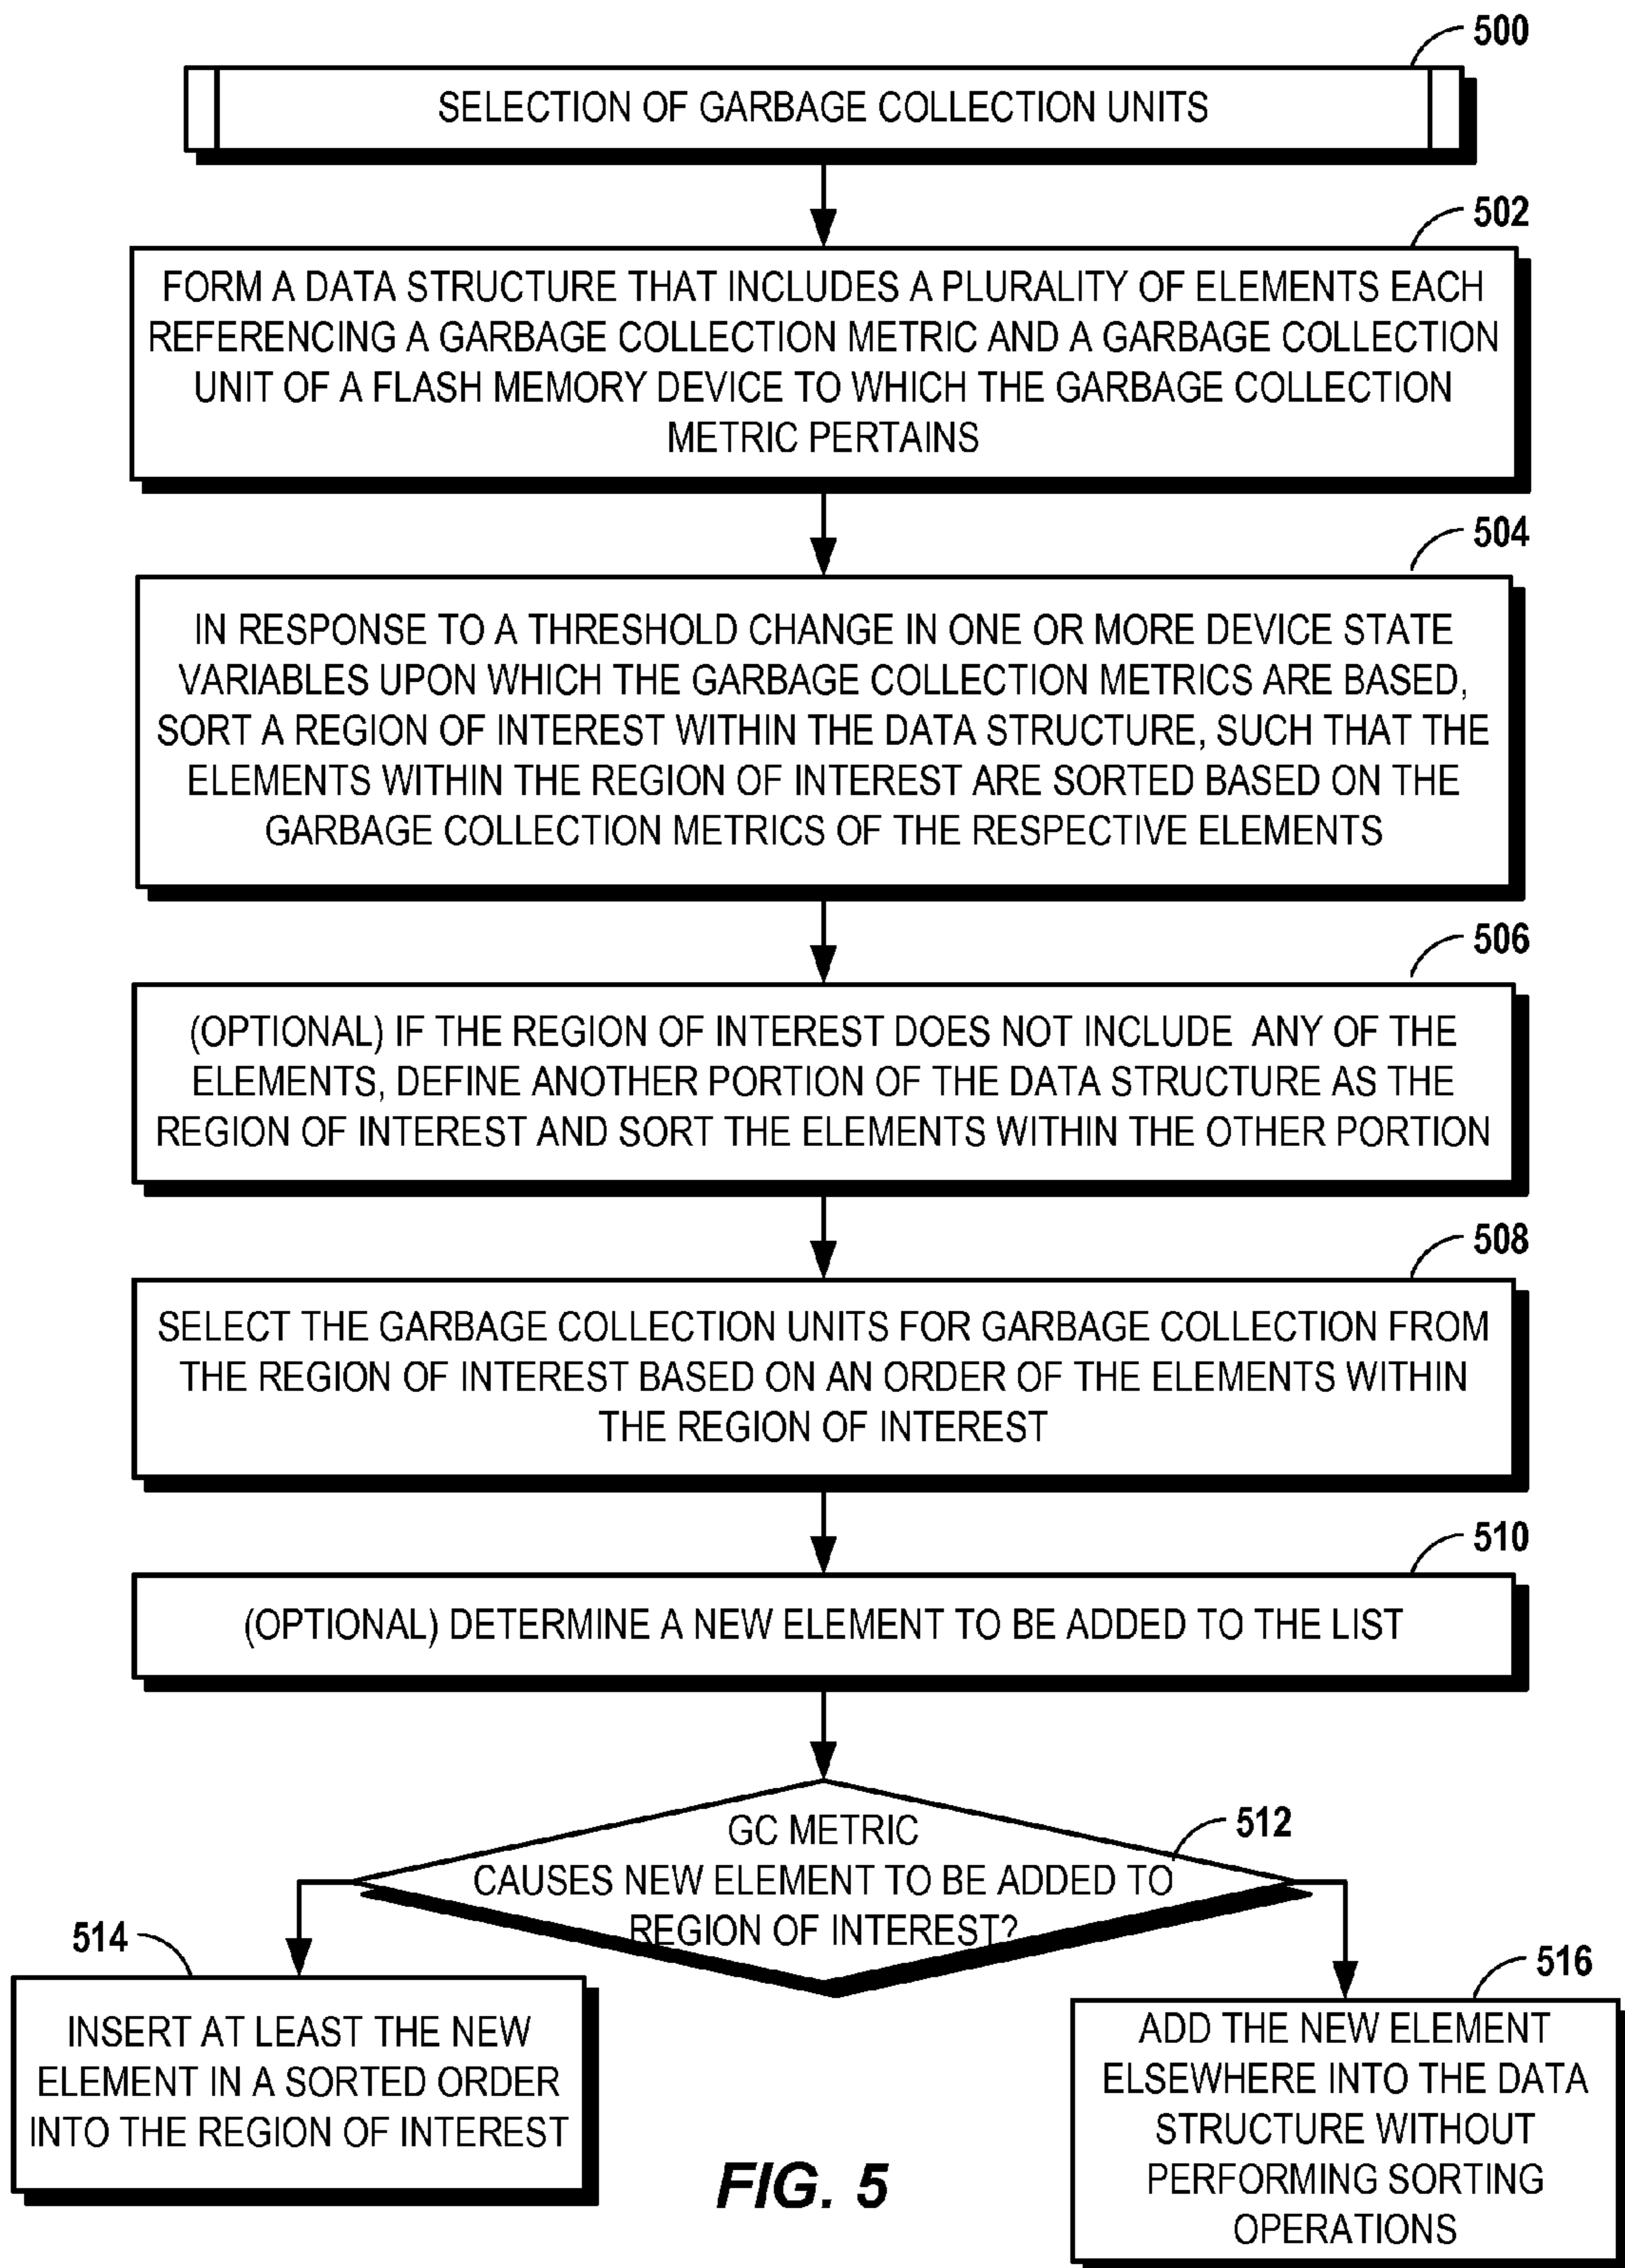 500
SELECTION OF GARBAGE COLLECTION UNITS
502
FORM A DATA STRUCTURE THAT INCLUDES A PLURALITY OF ELEMENTS EACH
REFERENCING A GARBAGE COLLECTION METRIC AND A GARBAGE COLLECTION
UNIT OF A FLASH MEMORY DEVICE TO WHICH THE GARBAGE COLLECTION
METRIC PERTAINS
504
IN RESPONSE TO A THRESHOLD CHANGE IN ONE OR MORE DEVICE STATE
VARIABLES UPON WHICH THE GARBAGE COLLECTION METRICS ARE BASED,
SORT A REGION OF INTEREST WITHIN THE DATA STRUCTURE, SUCH THAT THE
ELEMENTS WITHIN THE REGION OF INTEREST ARE SORTED BASED ON THE
GARBAGE COLLECTION METRICS OF THE RESPECTIVE ELEMENTS
506
(OPTIONAL) IF THE REGION OF INTEREST DOES NOT INCLUDE ANY OF THE
ELEMENTS, DEFINE ANOTHER PORTION OF THE DATA STRUCTURE AS THE
REGION OF INTEREST AND SORT THE ELEMENTS WITHIN THE OTHER PORTION
508
SELECT THE GARBAGE COLLECTION UNITS FOR GARBAGE COLLECTION FROM
THE REGION OF INTEREST BASED ON AN ORDER OF THE ELEMENTS WITHIN
THE REGION OF INTEREST
510
(OPTIONAL) DETERMINE A NEW ELEMENT TO BE ADDED TO THE LIST
512
GC METRIC
CAUSES NEW ELEMENT TO BE ADDED TO
REGION OF INTEREST?
514
INSERT AT LEAST THE NEW
ELEMENT IN A SORTED ORDER
INTO THE REGION OF INTEREST
516
ADD THE NEW ELEMENT
ELSEWHERE INTO THE DATA
STRUCTURE WITHOUT
PERFORMING SORTING
OPERATIONS
FIG. 5